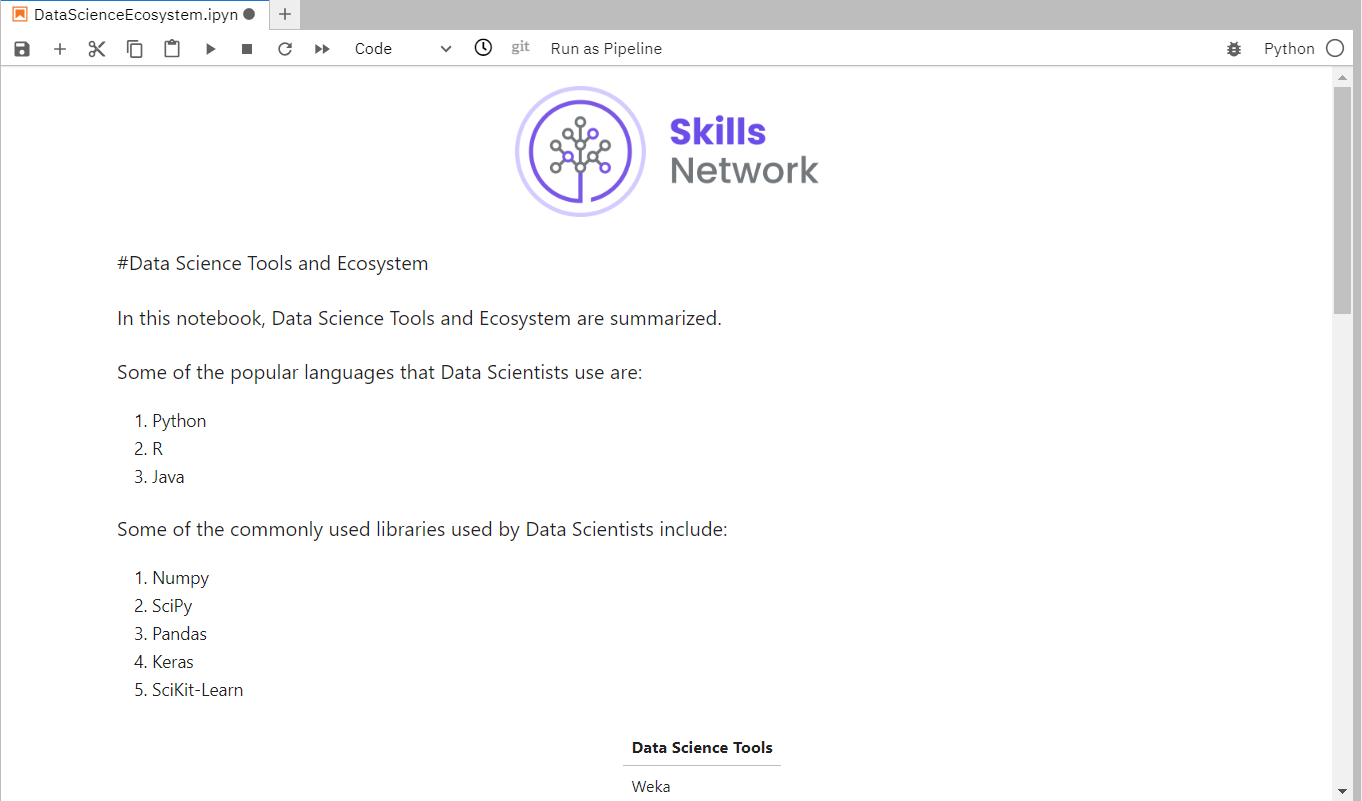 DataScienceEcosystem.ipyn
Code
git
Run as Pipeline
Python
Skills
Network
#Data Science Tools and Ecosystem
In this notebook, Data Science Tools and Ecosystem are summarized.
Some of the popular languages that Data Scientists use are:
1. Python
2. R
3. Java
Some of the commonly used libraries used by Data Scientists include:
1. Numpy
2. SciPy
3. Pandas
4. Keras
5. SciKit-Learn
Data Science Tools
Weka